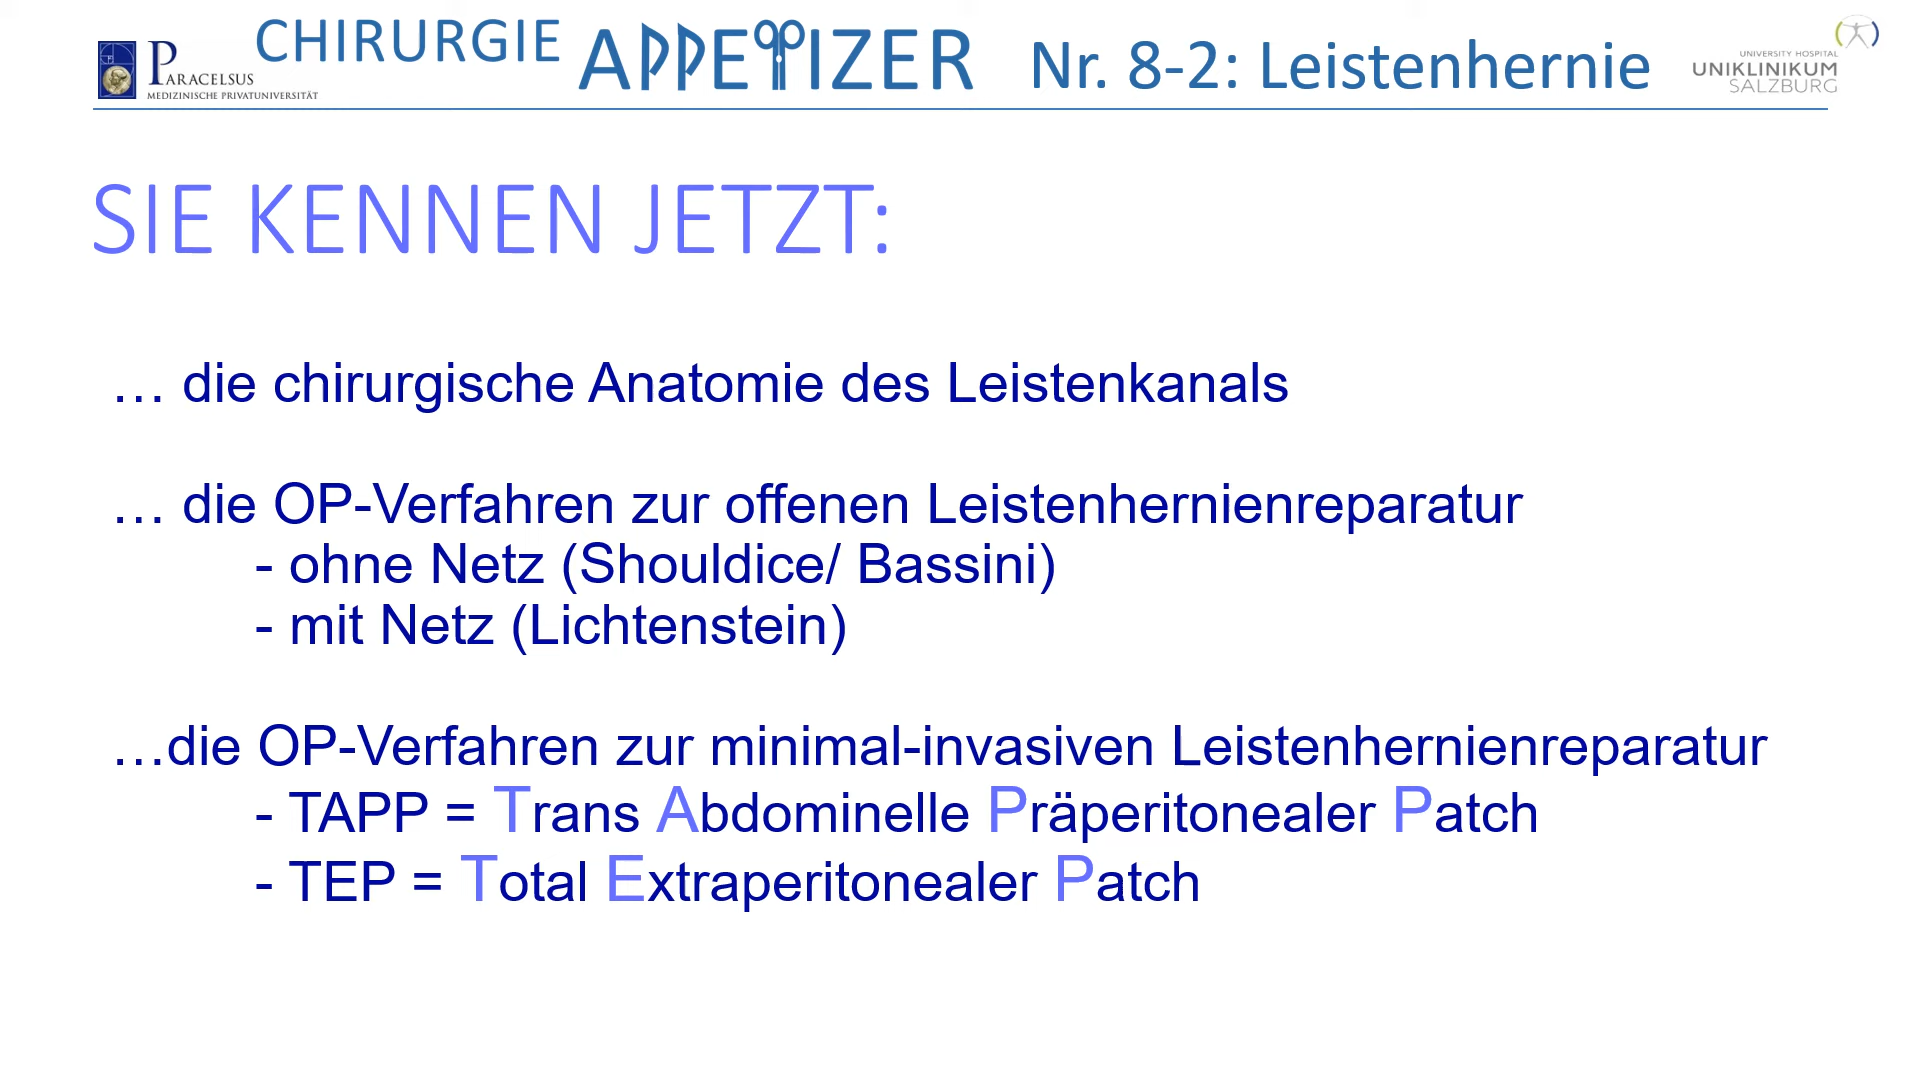 PARACELSUS
MEDIZINISCHE PRIVATUNIVERSITÄT
CHIRURGIE APPETIZER Nr. 8-2: Leistenhernie
UNIVERSITY HOSPITAL
UNIKLINIKUM
SALZBURG
SIE KENNEN JETZT:
… die chirurgische Anatomie des Leistenkanals
… die OP-Verfahren zur offenen Leistenhernienreparatur
- ohne Netz (Shouldice/ Bassini)
- mit Netz (Lichtenstein)
…die OP-Verfahren zur minimal-invasiven Leistenhernienreparatur
- TAPP = Trans Abdominelle Präperitonealer Patch
- TEP = Total Extraperitonealer Patch